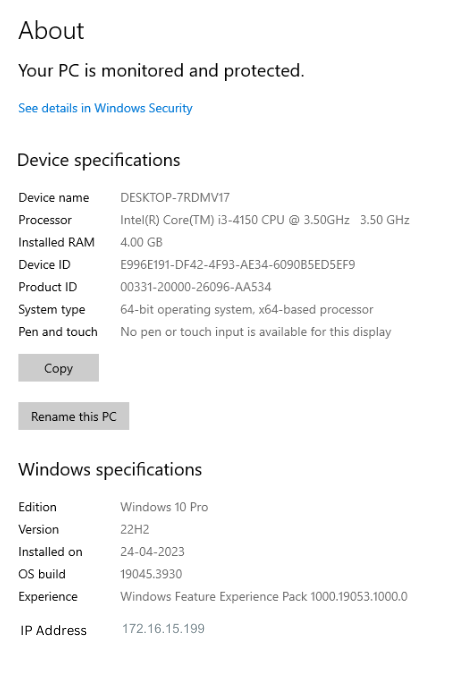 About
Your PC is monitored and protected.
See details in Windows Security
Device specifications
Device name DESKTOP-7RDMV17
Processor Intel(R) Core(TM) i3-4150 CPU @ 3.50GHz 3.50 GHz
Installed RAM 4.00 GB
Device ID E996E191-DF42-4F93-AE34-6090B5ED5EF9
Product ID 00331-20000-26096-AA534
System type 64-bit operating system, x64-based processor
Pen and touch No pen or touch input is available for this display
Copy
Rename this PC
Windows specifications
Edition Windows 10 Pro
Version 22H2
Installed on 24-04-2023
OS build 19045.3930
Experience Windows Feature Experience Pack 1000.19053.1000.0
IP Address 172.16.15.199